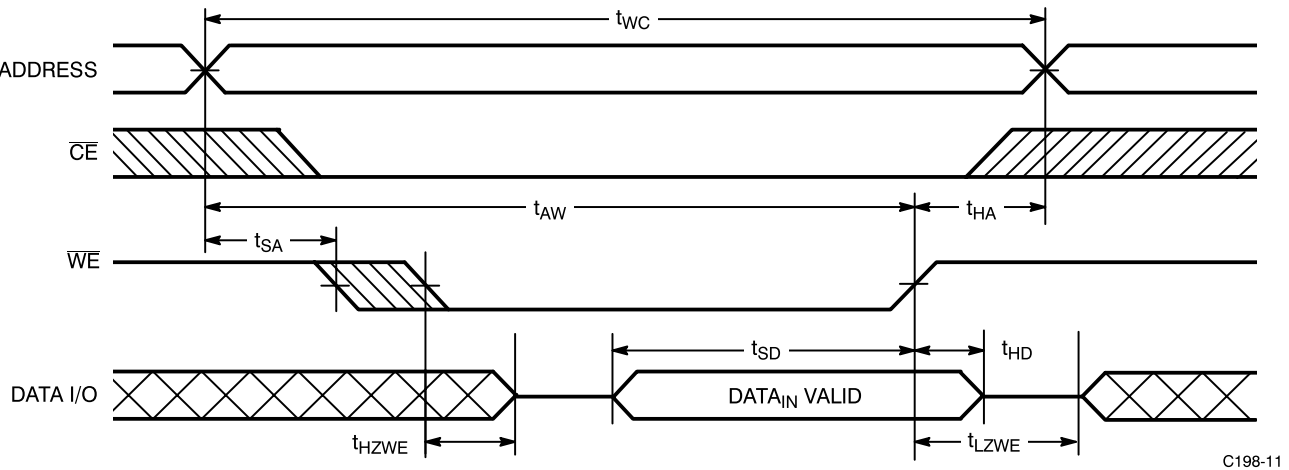 tWC
ADDRESS
CE
tAW
tHA
tSA
WE
tSD
tHD
DATA I/O
DATAIN VALID
tHZWE
tLZWE
C198-11